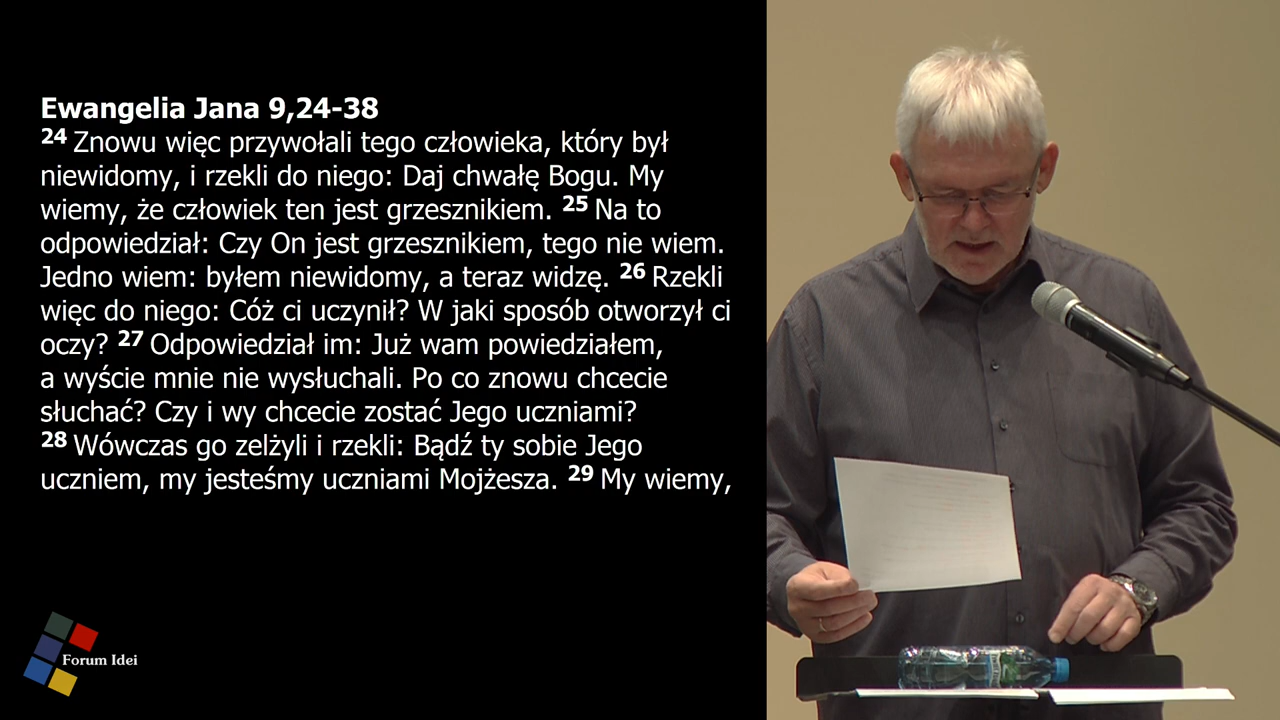 Ewangelia Jana 9,24-38
24 Znowu więc przywołali tego człowieka, który był
niewidomy, i rzekli do niego: Daj chwałę Bogu. My
wiemy, że człowiek ten jest grzesznikiem. 25 Na to
odpowiedział: Czy On jest grzesznikiem, tego nie wiem.
Jedno wiem: byłem niewidomy, a teraz widzę. 26 Rzekli
więc do niego: Cóż ci uczynił? W jaki sposób otworzył ci
oczy? 27 Odpowiedział im: Już wam powiedziałem,
a wyście mnie nie wysłuchali. Po co znowu chcecie
słuchać? Czy i wy chcecie zostać Jego uczniami?
28 Wówczas go zelżyli i rzekli: Bądź ty sobie Jego
uczniem, my jesteśmy uczniami Mojżesza. 29 My wiemy,
Forum Idei